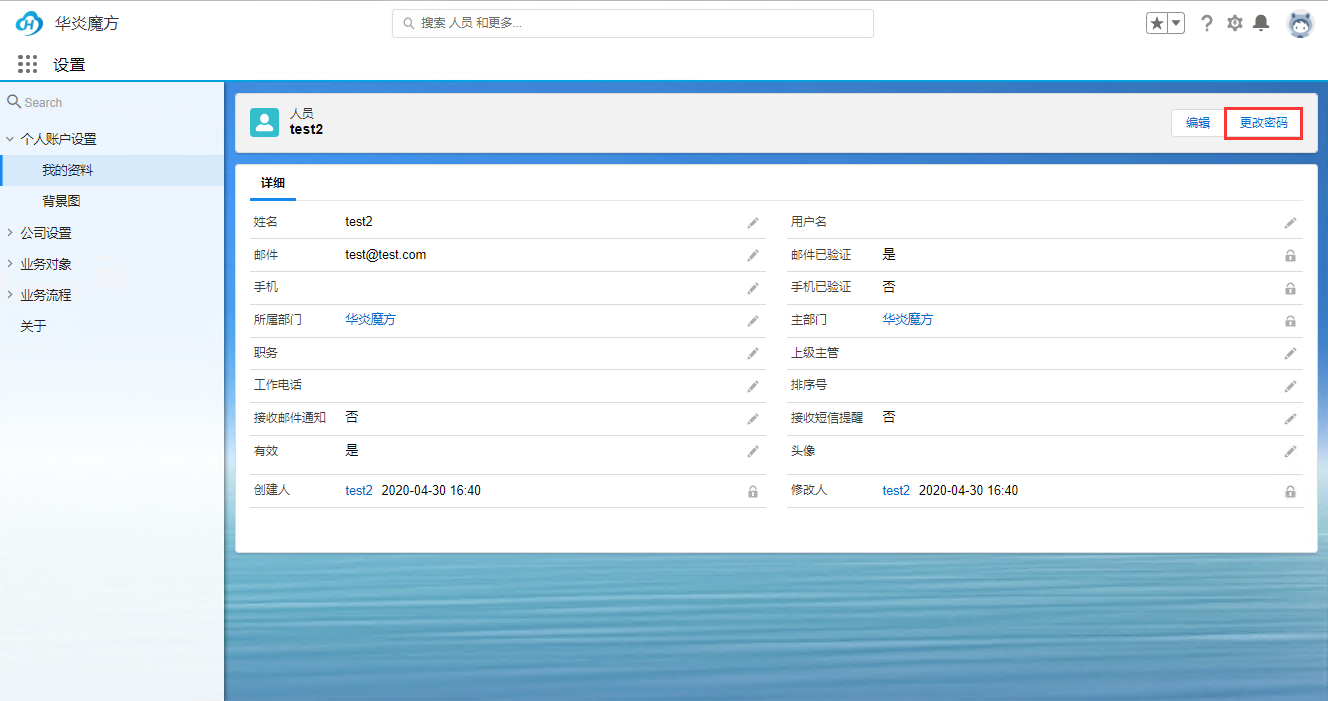 华炎魔方
搜索 人员 和更多...
设置
Search
个人账户设置
我的资料
背景图
公司设置
业务对象
业务流程
关于
人员
test2
编辑
更改密码
详细
姓名 test2
用户名
邮件 test@test.com
邮件已验证 是
手机
手机已验证 否
所属部门 华炎魔方
主部门 华炎魔方
职务
上级主管
工作电话
排序号
接收邮件通知 否
接收短信提醒 否
有效 是
头像
创建人 test2 2020-04-30 16:40
修改人 test2 2020-04-30 16:40